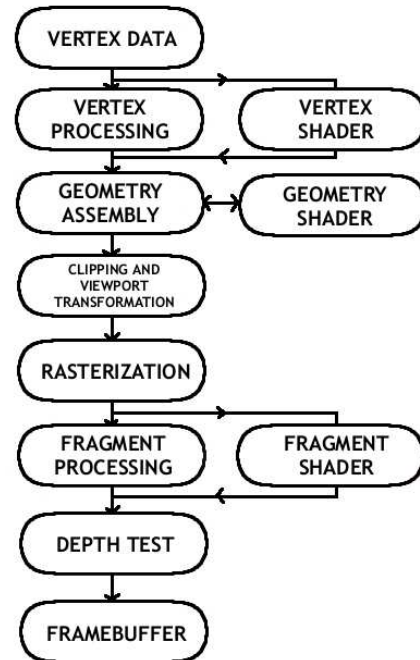 VERTEX DATA
VERTEX
PROCESSING
VERTEX
SHADER
GEOMETRY
ASSEMBLY
GEOMETRY
SHADER
CLIPPING AND
VIEWPORT
TRANSFORMATION
RASTERIZATION
FRAGMENT
PROCESSING
FRAGMENT
SHADER
DEPTH TEST
FRAMEBUFFER